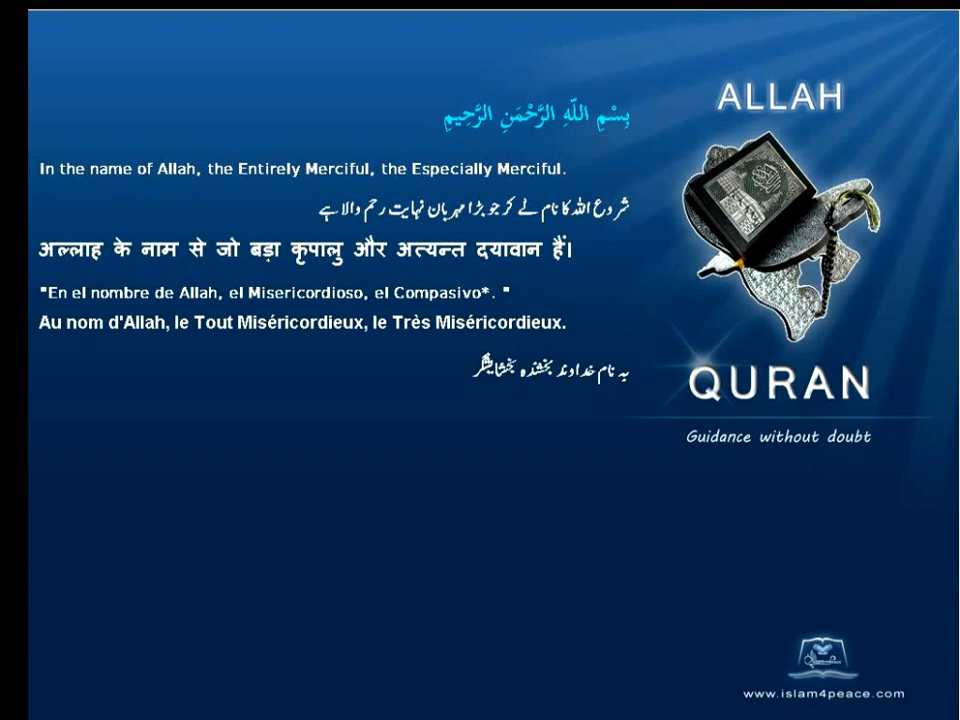 بِسْمِ اللّهِ الرَّحْمَنِ الرَّحِيمِ
In the name of Allah, the Entirely Merciful, the Especially Merciful.
شروع الله کا نام لے کر جو بڑا مہربان نہایت رحم والا ہے
अल्लाह के नाम से जो बड़ा कृपालु और अत्यन्त दयावान हैं।
"En el nombre de Allah, el Misericordioso, el Compasivo*. "
Au nom d'Allah, le Tout Miséricordieux, le Très Miséricordieux.
به نام خداوند بخشنده بخشایشگر
ALLAH
QURAN
Guidance without doubt
www.islam4peace.com